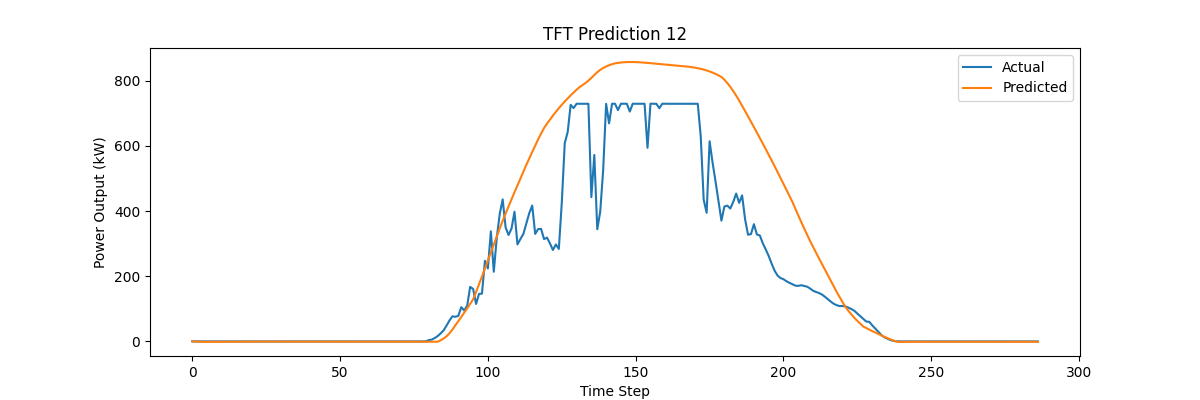 TFT Prediction 12
Actual
Predicted
Power Output (kW)
800
600
400
200
0
0 50 100 150 200 250 300
Time Step